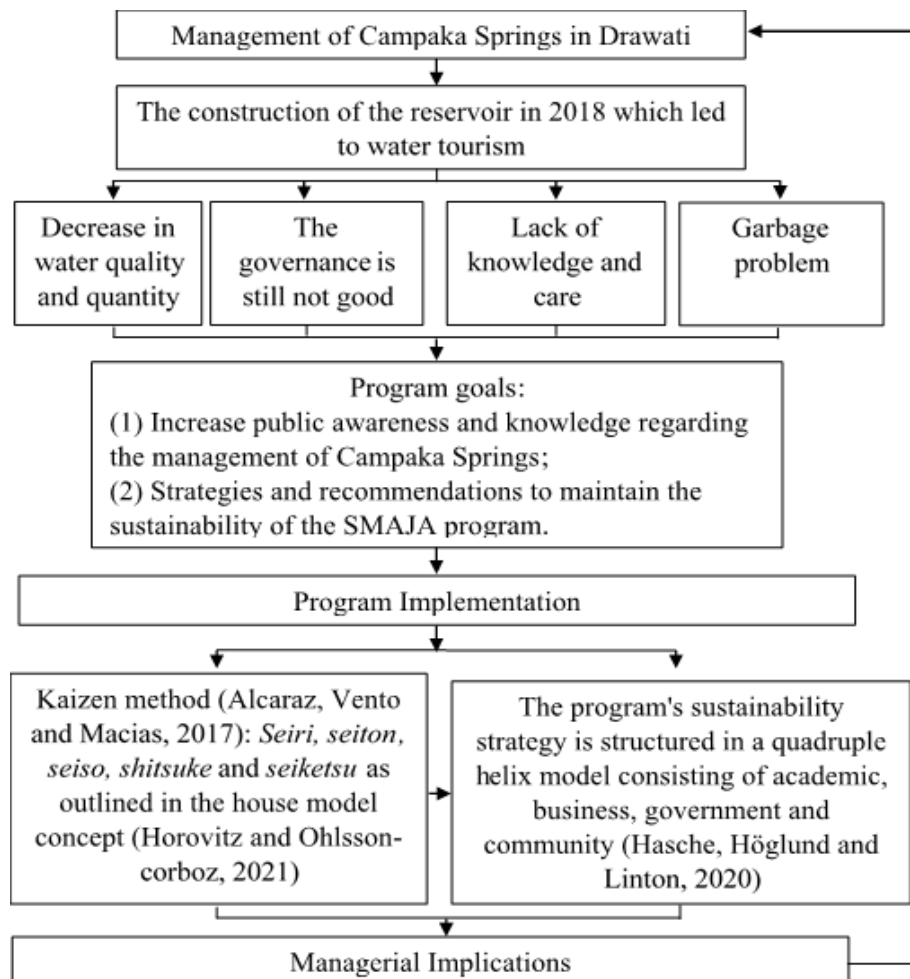 Management of Campaka Springs in Drawati
The construction of the reservoir in 2018 which led
to water tourism
Decrease in
water quality
and quantity
The
governance is
still not good
Lack of
knowledge and
care
Garbage
problem
Program goals:
(1) Increase public awareness and knowledge regarding
the management of Campaka Springs;
(2) Strategies and recommendations to maintain the
sustainability of the SMAJA program.
Program Implementation
Kaizen method (Alcaraz, Vento
and Macias, 2017): Seiri, seiton,
seiso, shitsuke and seiketsu as
outlined in the house model
concept (Horovitz and Ohlsson-
corboz, 2021)
The program's sustainability
strategy is structured in a quadruple
helix model consisting of academic,
business, government and
community (Hasche, Höglund and
Linton, 2020)
Managerial Implications